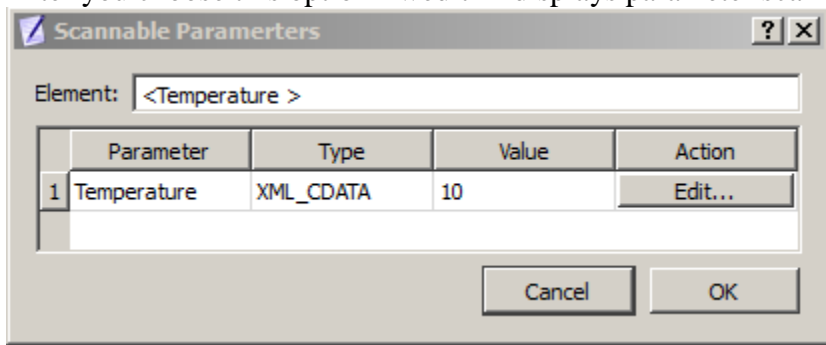 Scannable Paramerters
Element: <Temperature >
Parameter Type Value Action
1 Temperature XML_CDATA 10 Edit...
Cancel OK